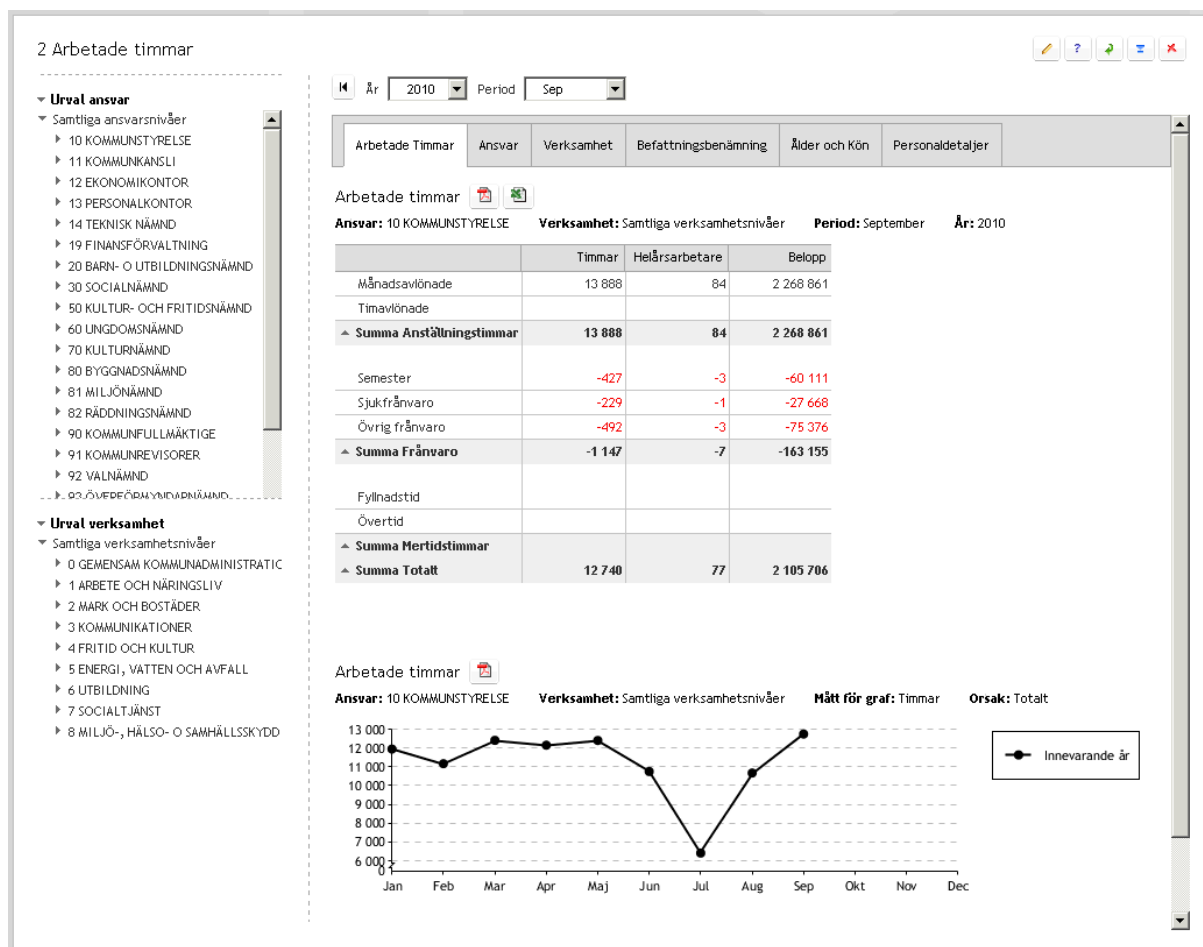 2 Arbetade timmar
?
Urval ansvar
Samtliga ansvarsnivåer
10 KOMMUNSTYRELSE
11 KOMMUNKANSLI
12 EKONOMIKONTOR
13 PERSONALKONTOR
14 TEKNISK NÄMND
19 FINANSFÖRVALTNING
20 BARN- O UTBILDNINGSNÄMND
30 SOCIALNÄMND
50 KULTUR- OCH FRITIDSNÄMND
60 UNGDOMSNÄMND
70 KULTURNÄMND
80 BYGGNADSNÄMND
81 MILJÖNÄMND
82 RÄDDNINGSNÄMND
90 KOMMUNFULLMÄKTIGE
91 KOMMUNREVISORER
92 VALNÄMND
93 ÖVERFÖRMYNDARNÄMND
Urval verksamhet
Samtliga verksamhetsnivåer
0 GEMENSAM KOMMUNADMINISTRATIC
1 ARBETE OCH NÄRINGSLIV
2 MARK OCH BOSTÄDER
3 KOMMUNIKATIONER
4 FRITID OCH KULTUR
5 ENERGI, VATTEN OCH AVFALL
6 UTBILDNING
7 SOCIALTJÄNST
8 MILJÖ-, HÄLSO- O SAMHÄLLSSKYDD
År 2010 Period Sep
Arbetade Timmar Ansvar Verksamhet Befattningsbenämning Ålder och Kön Personaldetaljer
Arbetade timmar
Ansvar: 10 KOMMUNSTYRELSE Verksamhet: Samtliga verksamhetsnivåer Period: September År: 2010
Timmar Helårsarbetare Belopp
Månadsavlönade 13 888 84 2 268 861
Timavlönade
Summa Anställningstimmar 13 888 84 2 268 861
Semester -427 -3 -60 111
Sjukfrånvaro -229 -1 -27 668
Övrig frånvaro -492 -3 -75 376
Summa Frånvaro -1 147 -7 -163 155
Fyllnadstid
Övertid
Summa Mertidstimmar
Summa Totalt 12 740 77 2 105 706
Arbetade timmar
Ansvar: 10 KOMMUNSTYRELSE Verksamhet: Samtliga verksamhetsnivåer Mått för graf: Timmar Orsak: Totalt
13 000
12 000
11 000
10 000
9 000
8 000
7 000
6 000
0
Jan Feb Mar Apr Maj Jun Jul Aug Sep Okt Nov Dec
Innevarande år